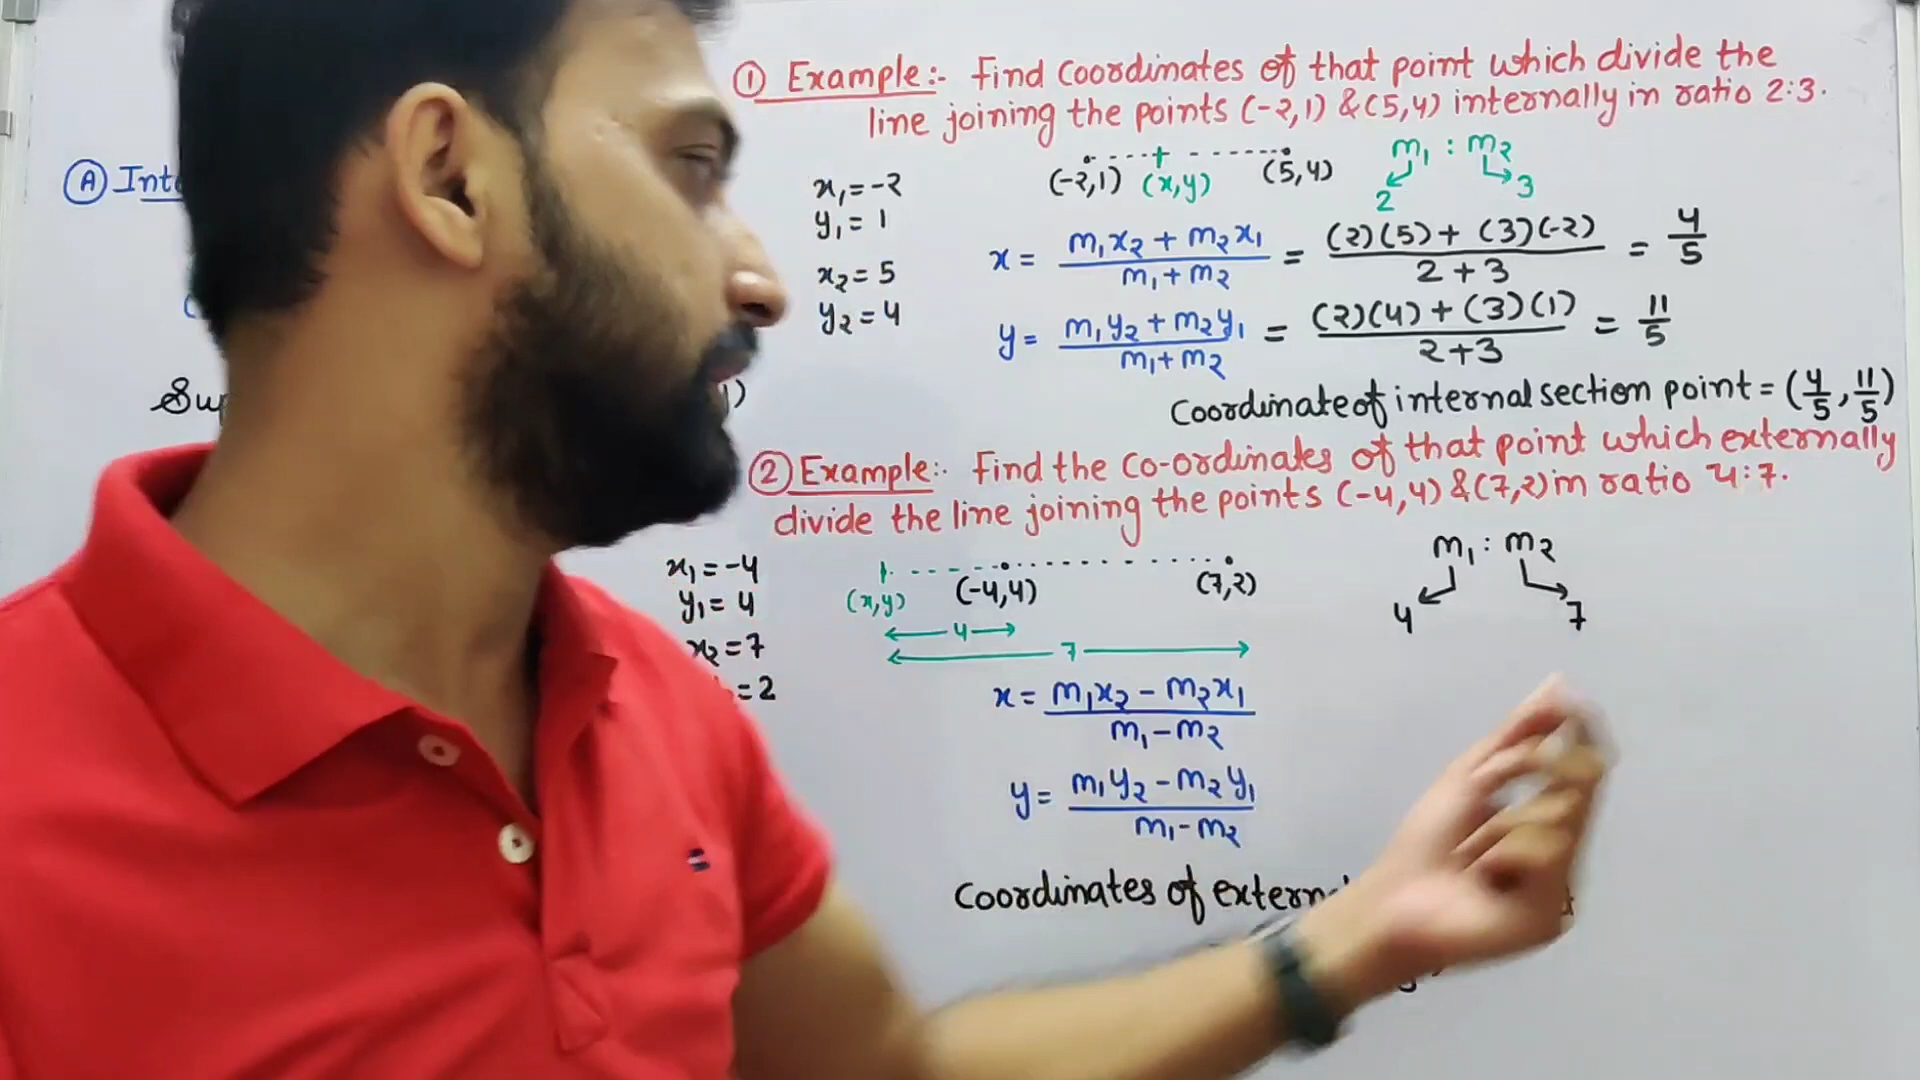 ① Example:- Find Coordinates of that point which divide the
line joining the points (-2,1) & (5,4) internally in ratio 2:3.
Ⓐ
x₁ = -2
y₁ = 1
x₂ = 5
y₂ = 4
(-2,1) (x,y) (5,4)
m₁ : m₂
2 3
x = m₁x₂ + m₂x₁ / m₁ + m₂ = (2)(5) + (3)(-2) / 2 + 3 = 4/5
y = m₁y₂ + m₂y₁ / m₁ + m₂ = (2)(4) + (3)(1) / 2 + 3 = 11/5
Coordinate of internal section point = (4/5, 11/5)
② Example:- Find the Co-ordinates of that point which externally
divide the line joining the points (-4,4) & (7,2) in ratio 4:7.
x₁ = -4
y₁ = 4
x₂ = 7
= 2
(x,y) (-4,4) (7,2)
4
7
m₁ : m₂
4 7
x = m₁x₂ - m₂x₁ / m₁ - m₂
y = m₁y₂ - m₂y₁ / m₁ - m₂
Coordinates of